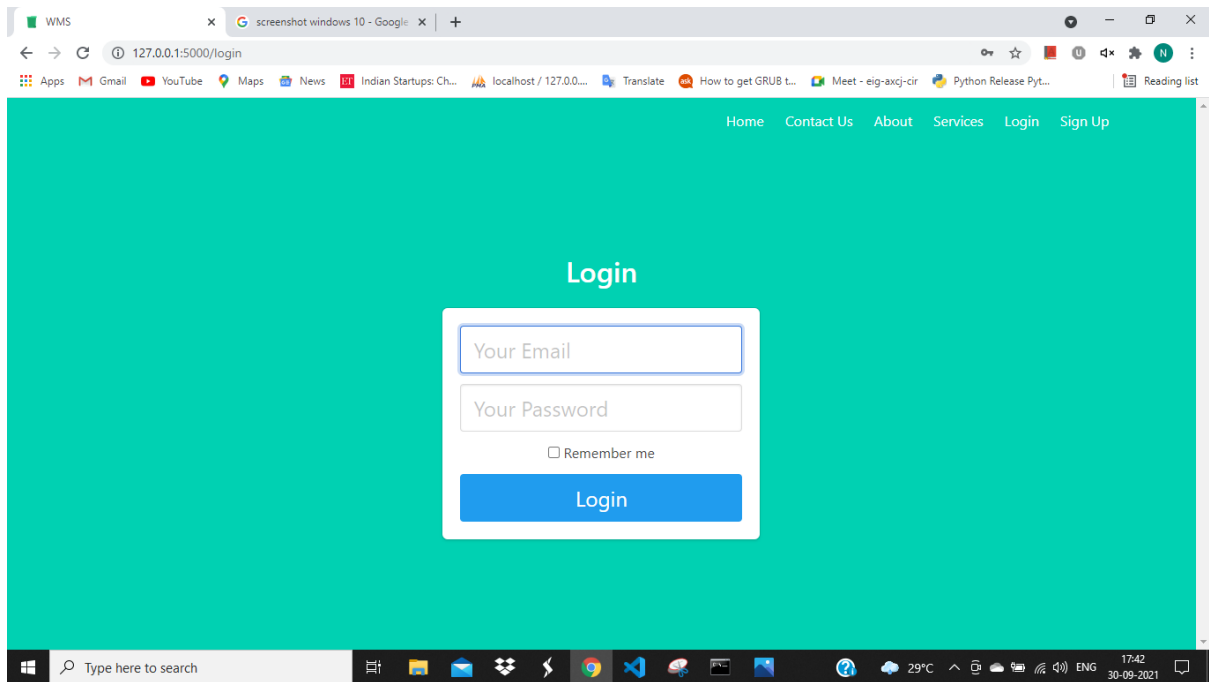 WMS
screenshot windows 10 - Google
127.0.0.1:5000/login
N
Apps Gmail YouTube Maps News ET Indian Startups: Ch... localhost / 127.0.0.... Translate ask How to get GRUB t... Meet - eig-axcj-cir Python Release Pyt... Reading list
Home Contact Us About Services Login Sign Up
Login
Your Email
Your Password
Remember me
Login
Type here to search
29°C ENG 17:42
30-09-2021